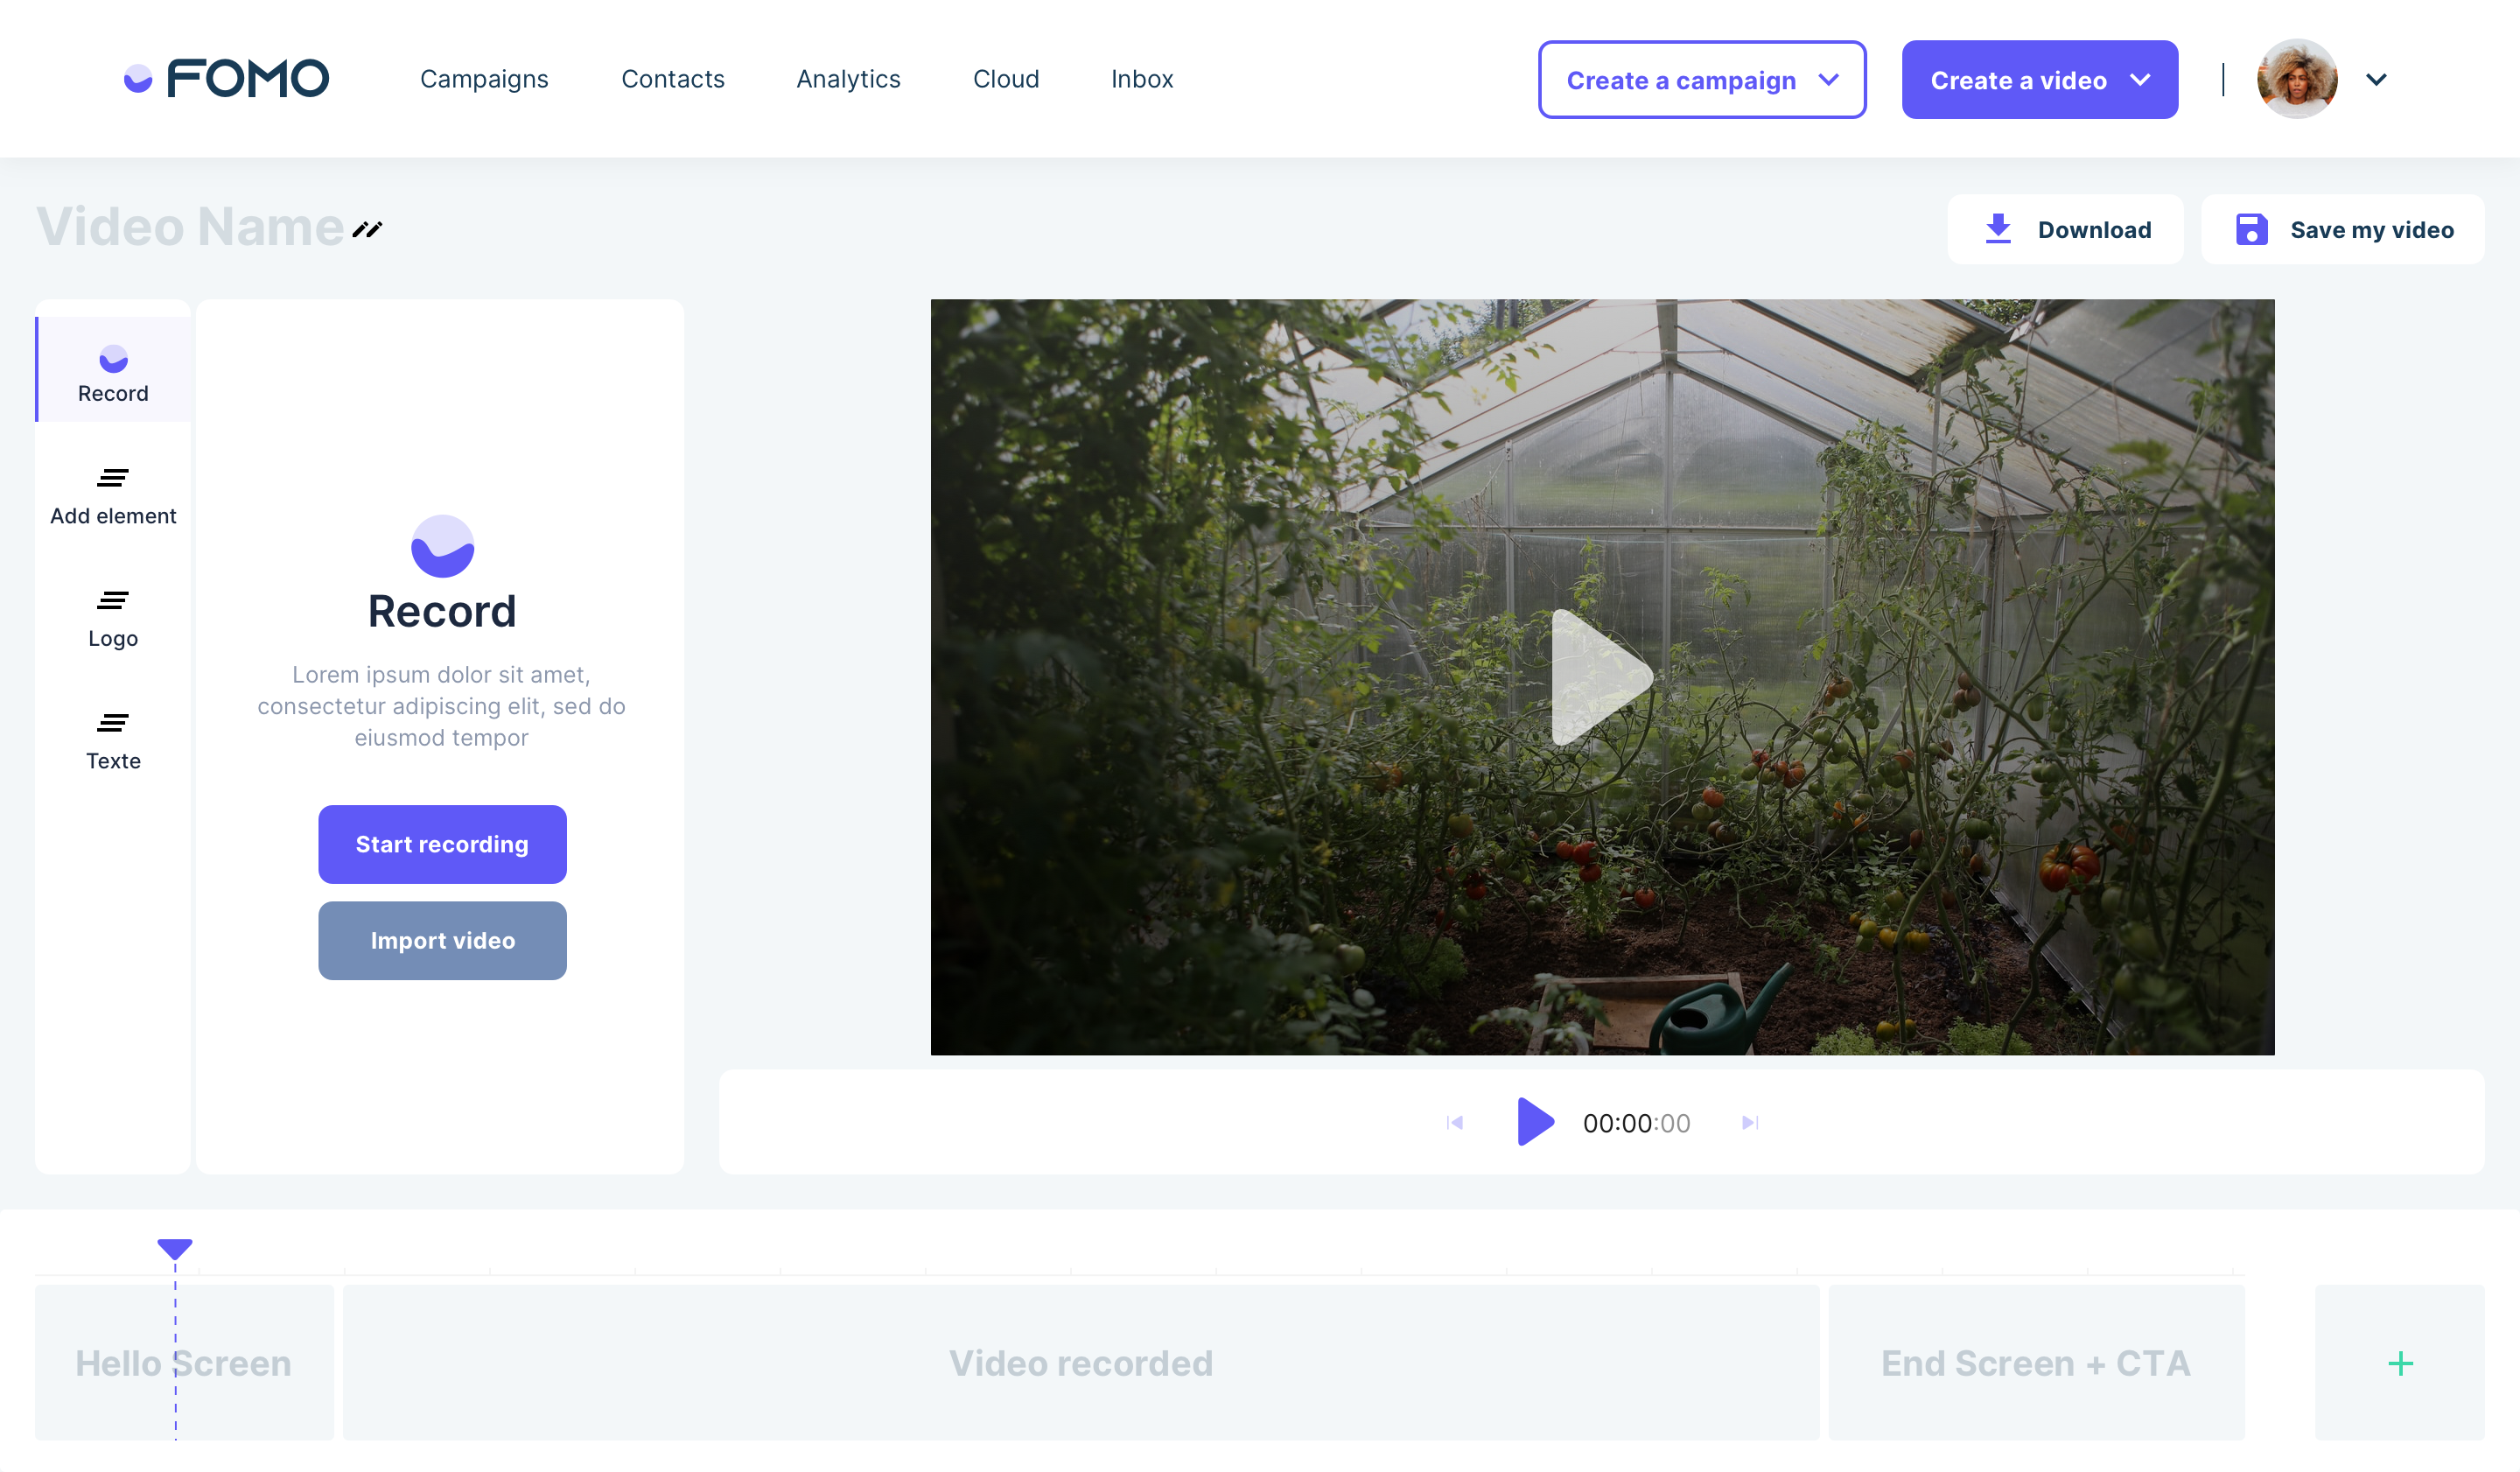 FOMO
Campaigns
Contacts
Analytics
Cloud
Inbox
Create a campaign
Create a video
Video Name
Download
Save my video
Record
Add element
Logo
Texte
Record
Lorem ipsum dolor sit amet,
consectetur adipiscing elit, sed do
eiusmod tempor
Start recording
Import video
00:00:00
Hello Screen
Video recorded
End Screen + CTA
+